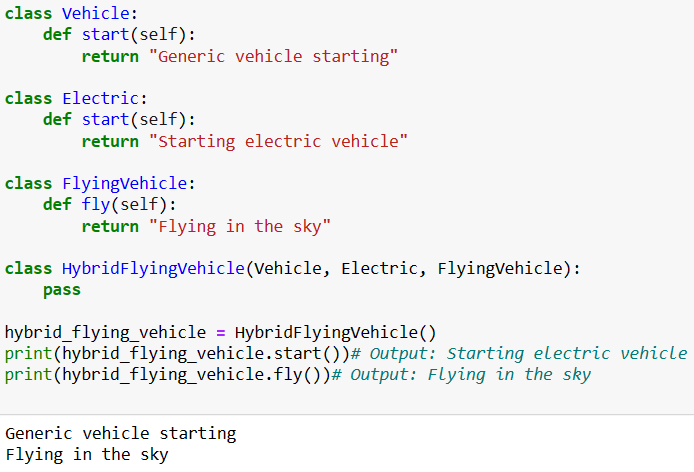 class Vehicle:
    def start(self):
        return "Generic vehicle starting"
class Electric:
    def start(self):
        return "Starting electric vehicle"
class FlyingVehicle:
    def fly(self):
        return "Flying in the sky"
class HybridFlyingVehicle(Vehicle, Electric, FlyingVehicle):
    pass
hybrid_flying_vehicle = HybridFlyingVehicle()
print(hybrid_flying_vehicle.start())# Output: Starting electric vehicle
print(hybrid_flying_vehicle.fly())# Output: Flying in the sky
Generic vehicle starting
Flying in the sky